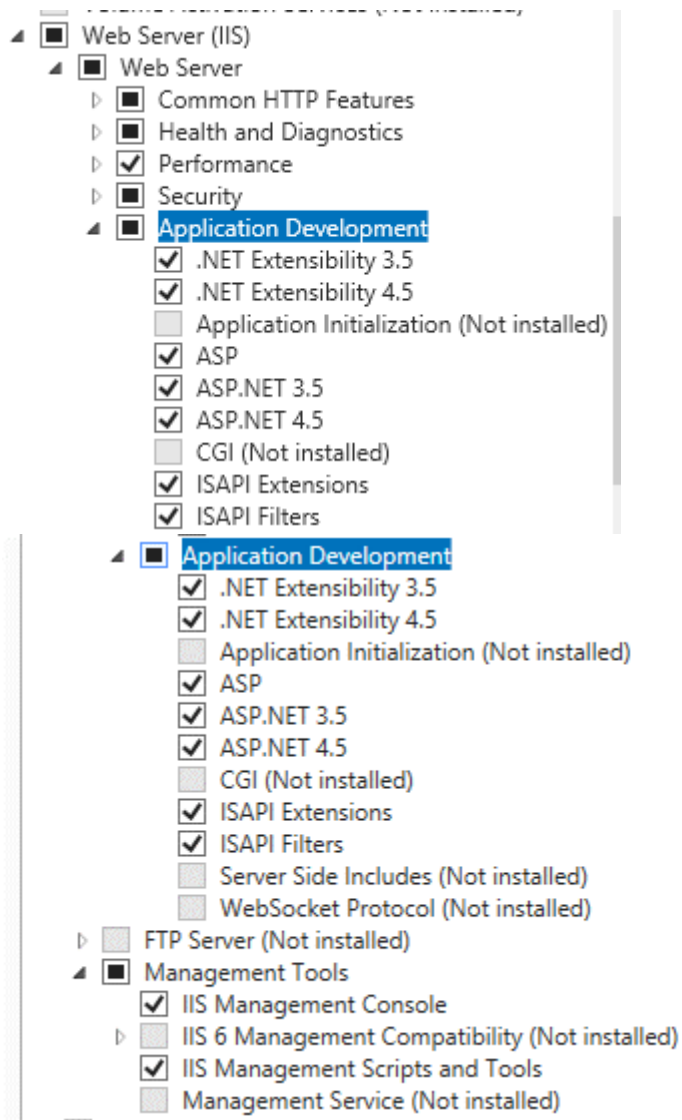 Web Server (IIS)
Web Server
Common HTTP Features
Health and Diagnostics
Performance
Security
Application Development
.NET Extensibility 3.5
.NET Extensibility 4.5
Application Initialization (Not installed)
ASP
ASP.NET 3.5
ASP.NET 4.5
CGI (Not installed)
ISAPI Extensions
ISAPI Filters
Application Development
.NET Extensibility 3.5
.NET Extensibility 4.5
Application Initialization (Not installed)
ASP
ASP.NET 3.5
ASP.NET 4.5
CGI (Not installed)
ISAPI Extensions
ISAPI Filters
Server Side Includes (Not installed)
WebSocket Protocol (Not installed)
FTP Server (Not installed)
Management Tools
IIS Management Console
IIS 6 Management Compatibility (Not installed)
IIS Management Scripts and Tools
Management Service (Not installed)